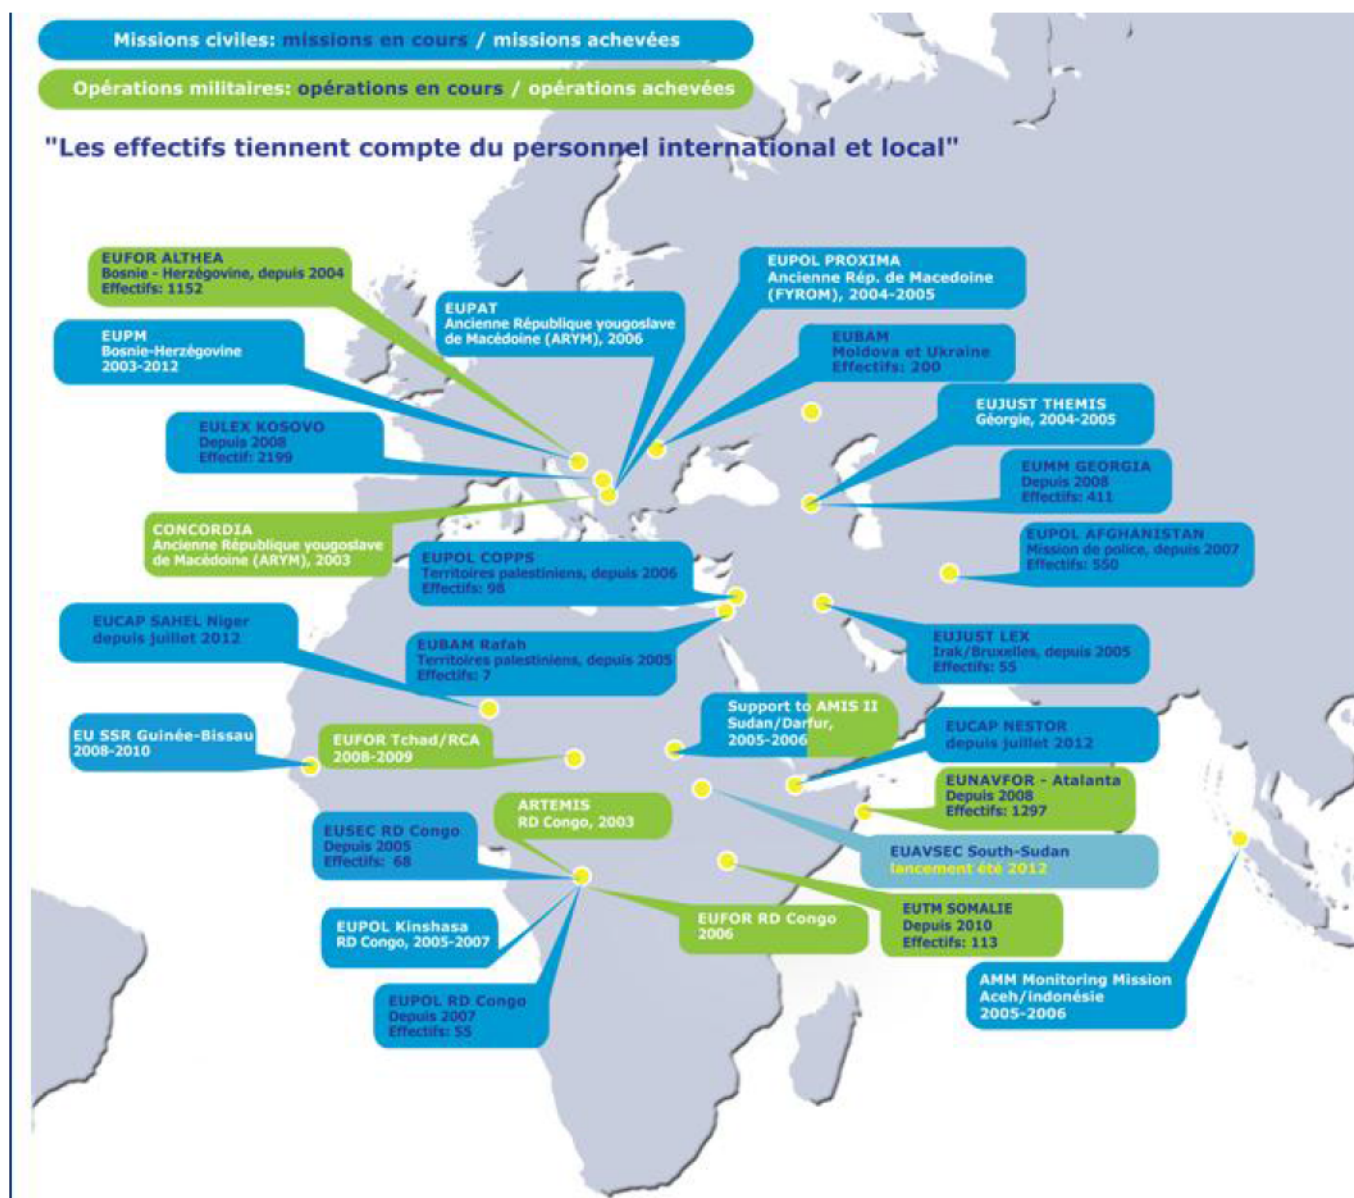 Missions civiles: missions en cours / missions achevées
Opérations militaires: opérations en cours / opérations achevées
"Les effectifs tiennent compte du personnel international et local"
EUFOR ALTHEA
Bosnie - Herzégovine, depuis 2004
Effectifs: 1152
EUPM
Bosnie-Herzégovine
2003-2012
EUPAT
Ancienne République yougoslave
de Macédoine (ARYM), 2006
EUPOL PROXIMA
Ancienne Rép. de Macedoine
(FYROM), 2004-2005
EUBAM
Moldova et Ukraine
Effectifs: 200
EULEX KOSOVO
Depuis 2008
Effectif: 2199
EUJUST THEMIS
Géorgie, 2004-2005
EUMM GEORGIA
Depuis 2008
Effectifs: 411
CONCORDIA
Ancienne République yougoslave
de Macédoine (ARYM), 2003
EUPOL COPPS
Territoires palestiniens, depuis 2006
Effectifs: 98
EUPOL AFGHANISTAN
Mission de police, depuis 2007
Effectifs: 550
EUCAP SAHEL Niger
depuis juillet 2012
EUBAM Rafah
Territoires palestiniens, depuis 2005
Effectifs: 7
EUJUST LEX
Irak/Bruxelles, depuis 2005
Effectifs: 55
EU SSR Guinée-Bissau
2008-2010
EUFOR Tchad/RCA
2008-2009
Support to AMIS II
Sudan/Darfur,
2005-2006
EUCAP NESTOR
depuis juillet 2012
EUNAVFOR - Atalanta
Depuis 2008
Effectifs: 1297
ARTEMIS
RD Congo, 2003
EUSEC RD Congo
Depuis 2005
Effectifs: 68
EUAVSEC South-Sudan
lancement été 2012
EUPOL Kinshasa
RD Congo, 2005-2007
EUFOR RD Congo
2006
EUTM SOMALIE
Depuis 2010
Effectifs: 113
EUPOL RD Congo
Depuis 2007
Effectifs: 55
AMM Monitoring Mission
Aceh/indonésie
2005-2006